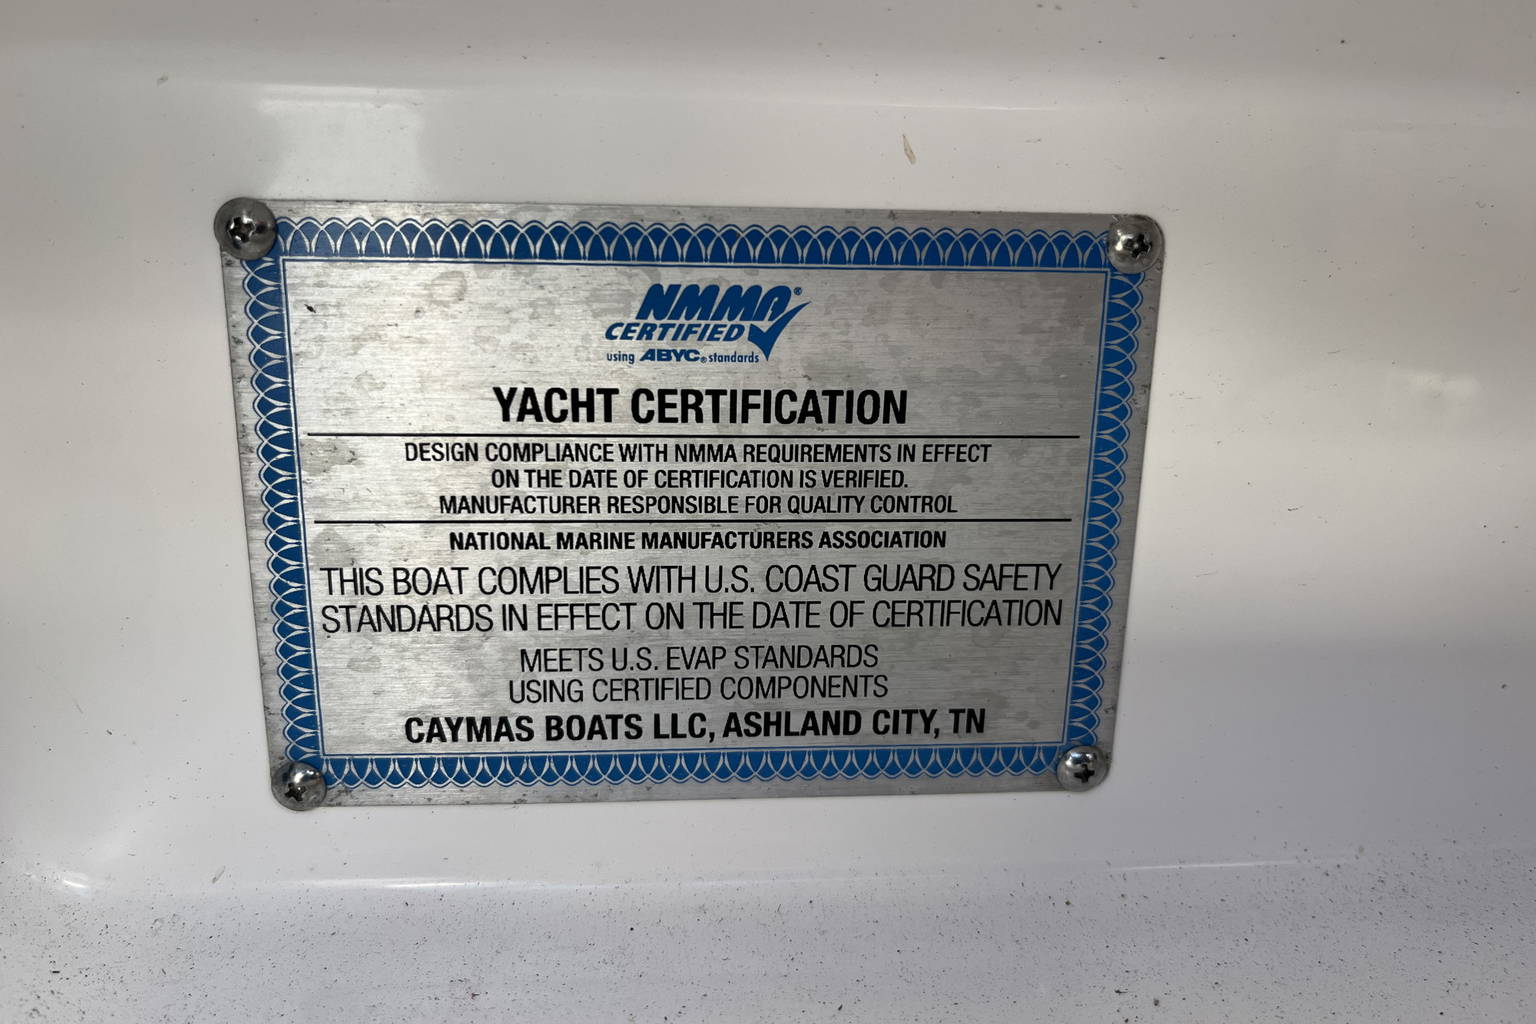 NMMA®
CERTIFIED
using ABYC® standards
YACHT CERTIFICATION
DESIGN COMPLIANCE WITH NMMA REQUIREMENTS IN EFFECT
ON THE DATE OF CERTIFICATION IS VERIFIED.
MANUFACTURER RESPONSIBLE FOR QUALITY CONTROL
NATIONAL MARINE MANUFACTURERS ASSOCIATION
THIS BOAT COMPLIES WITH U.S. COAST GUARD SAFETY
STANDARDS IN EFFECT ON THE DATE OF CERTIFICATION
MEETS U.S. EVAP STANDARDS
USING CERTIFIED COMPONENTS
CAYMAS BOATS LLC, ASHLAND CITY, TN